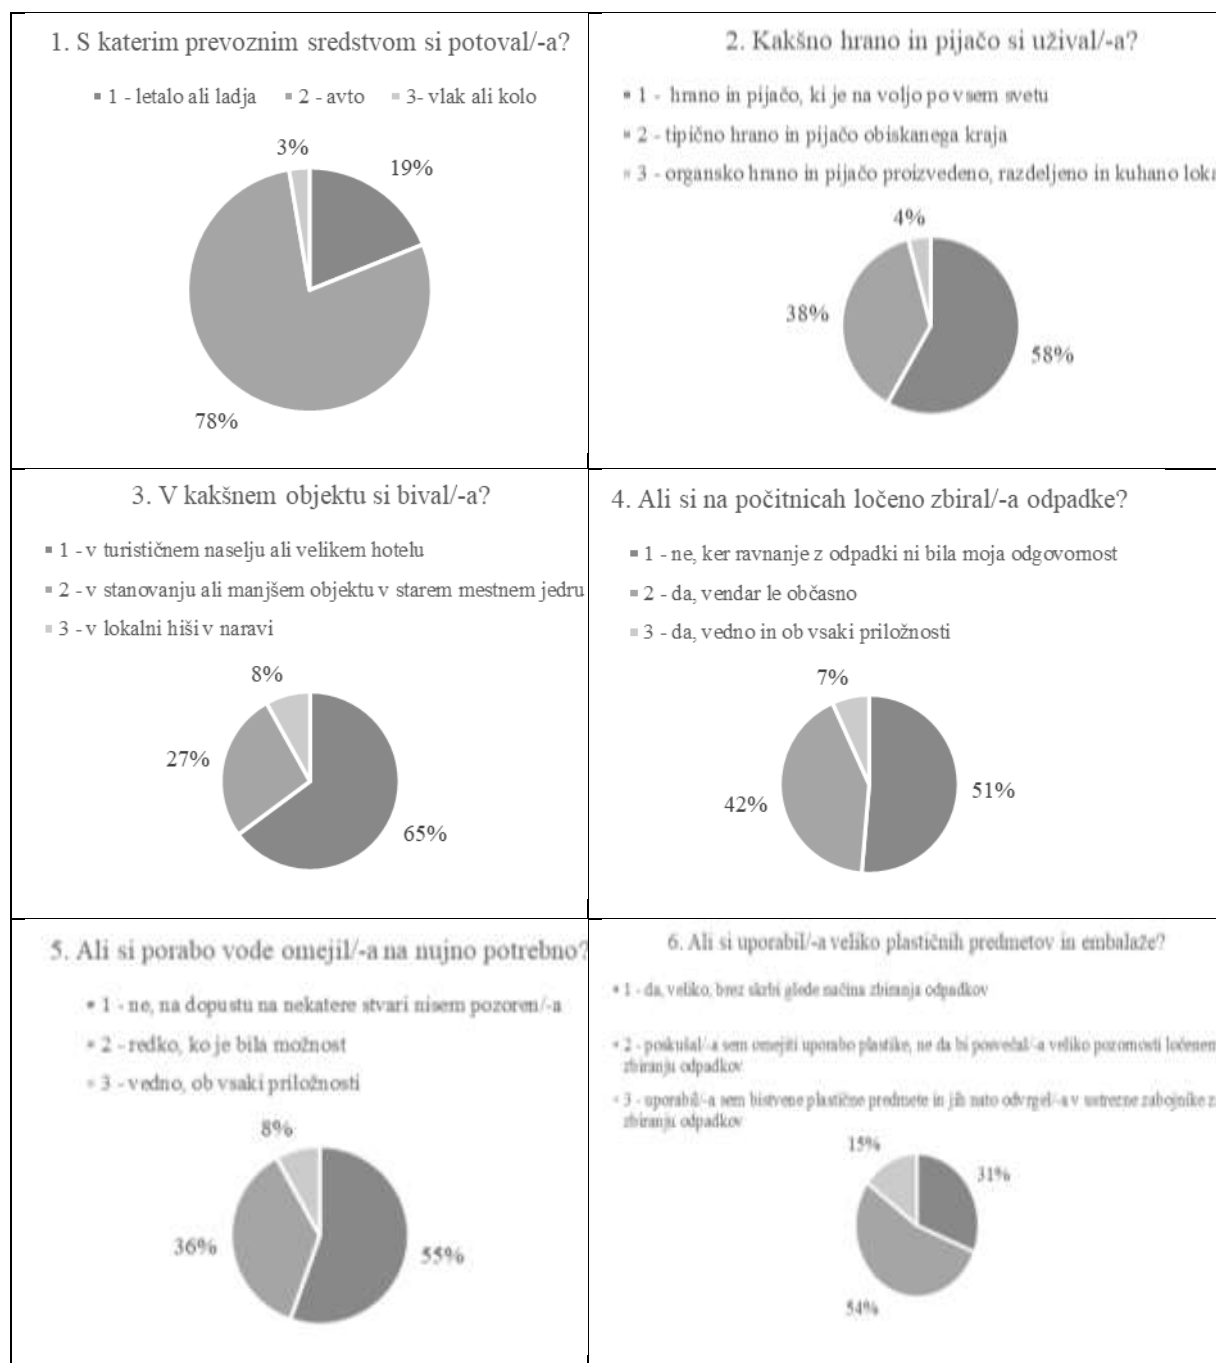 1. S katerim prevoznim sredstvom si potoval/-a?
1 - letalo ali ladja 2 - avto 3- vlak ali kolo
3%
19%
78%
2. Kakšno hrano in pijačo si užival/-a?
1 - hrano in pijačo, ki je na voljo po vsem svetu
2 - tipično hrano in pijačo obiskanega kraja
3 - organsko hrano in pijačo proizvedeno, razdeljeno in kuhano loka
4%
38%
58%
3. V kakšnem objektu si bival/-a?
1 - v turističnem naselju ali velikem hotelu
2 - v stanovanju ali manjšem objektu v starem mestnem jedru
3 - v lokalni hiši v naravi
8%
27%
65%
4. Ali si na počitnicah ločeno zbiral/-a odpadke?
1 - ne, ker ravnanje z odpadki ni bila moja odgovornost
2 - da, vendar le občasno
3 - da, vedno in ob vsaki priložnosti
7%
42%
51%
5. Ali si porabo vode omejil/-a na nujno potrebno?
1 - ne, na dopustu na nekatere stvari nisem pozoren/-a
2 - redko, ko je bila možnost
3 - vedno, ob vsaki priložnosti
8%
36%
55%
6. Ali si uporabil/-a veliko plastičnih predmetov in embalaže?
1 - da, veliko, brez skrbi glede načina zbiranja odpadkov
2 - poskušal/-a sem omejiti uporabo plastike, ne da bi posvečal/-a veliko pozornosti ločenem
zbiranju odpadkov
3 - uporabil/-a sem bistvene plastične predmete in jih nato odvrgel/-a v ustrezne zabojnike z
zbiranju odpadkov
15%
31%
54%